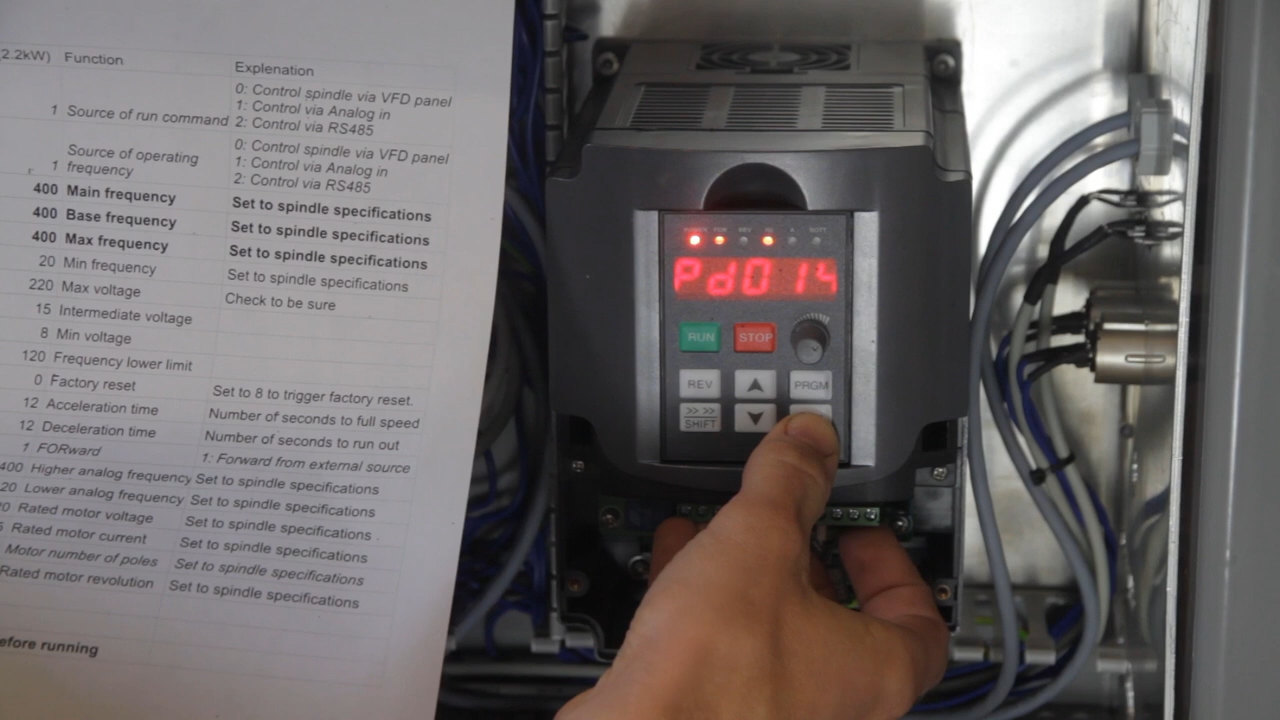 (2.2kW) Function Explenation
1 Source of run command
0: Control spindle via VFD panel
1: Control via Analog in
2: Control via RS485
1 Source of operating frequency
0: Control spindle via VFD panel
1: Control via Analog in
2: Control via RS485
400 Main frequency Set to spindle specifications
400 Base frequency Set to spindle specifications
400 Max frequency Set to spindle specifications
20 Min frequency Set to spindle specifications
220 Max voltage Check to be sure
15 Intermediate voltage
8 Min voltage
120 Frequency lower limit
0 Factory reset Set to 8 to trigger factory reset.
12 Acceleration time Number of seconds to full speed
12 Deceleration time Number of seconds to run out
1 FORward 1: Forward from external source
400 Higher analog frequency Set to spindle specifications
20 Lower analog frequency Set to spindle specifications
Rated motor voltage Set to spindle specifications
Rated motor current Set to spindle specifications
Motor number of poles Set to spindle specifications
Rated motor revolution Set to spindle specifications
efore running
Pd014
RUN STOP
REV PRGM
>> >>
SHIFT